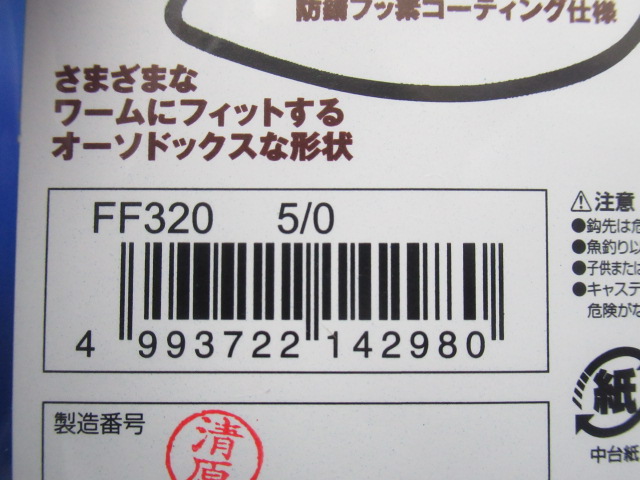 防錆フッ素コーティング仕様
さまざまな
ワームにフィットする
オーソドックスな形状
FF320 5/0
4 993722 142980
⚠注意
●鈎先は危
●魚釣り以
●子供または
●キャステ
危険がな
紙
中台紙
製造番号
清原